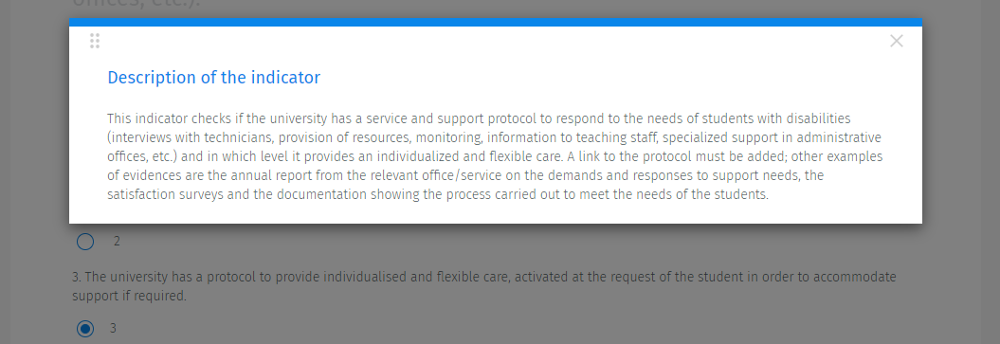 offices, etc.).
Description of the indicator
This indicator checks if the university has a service and support protocol to respond to the needs of students with disabilities
(interviews with technicians, provision of resources, monitoring, information to teaching staff, specialized support in administrative
offices, etc.) and in which level it provides an individualized and flexible care. A link to the protocol must be added; other examples
of evidences are the annual report from the relevant office/service on the demands and responses to support needs, the
satisfaction surveys and the documentation showing the process carried out to meet the needs of the students.
2
3. The university has a protocol to provide individualised and flexible care, activated at the request of the student in order to accommodate
support if required.
3